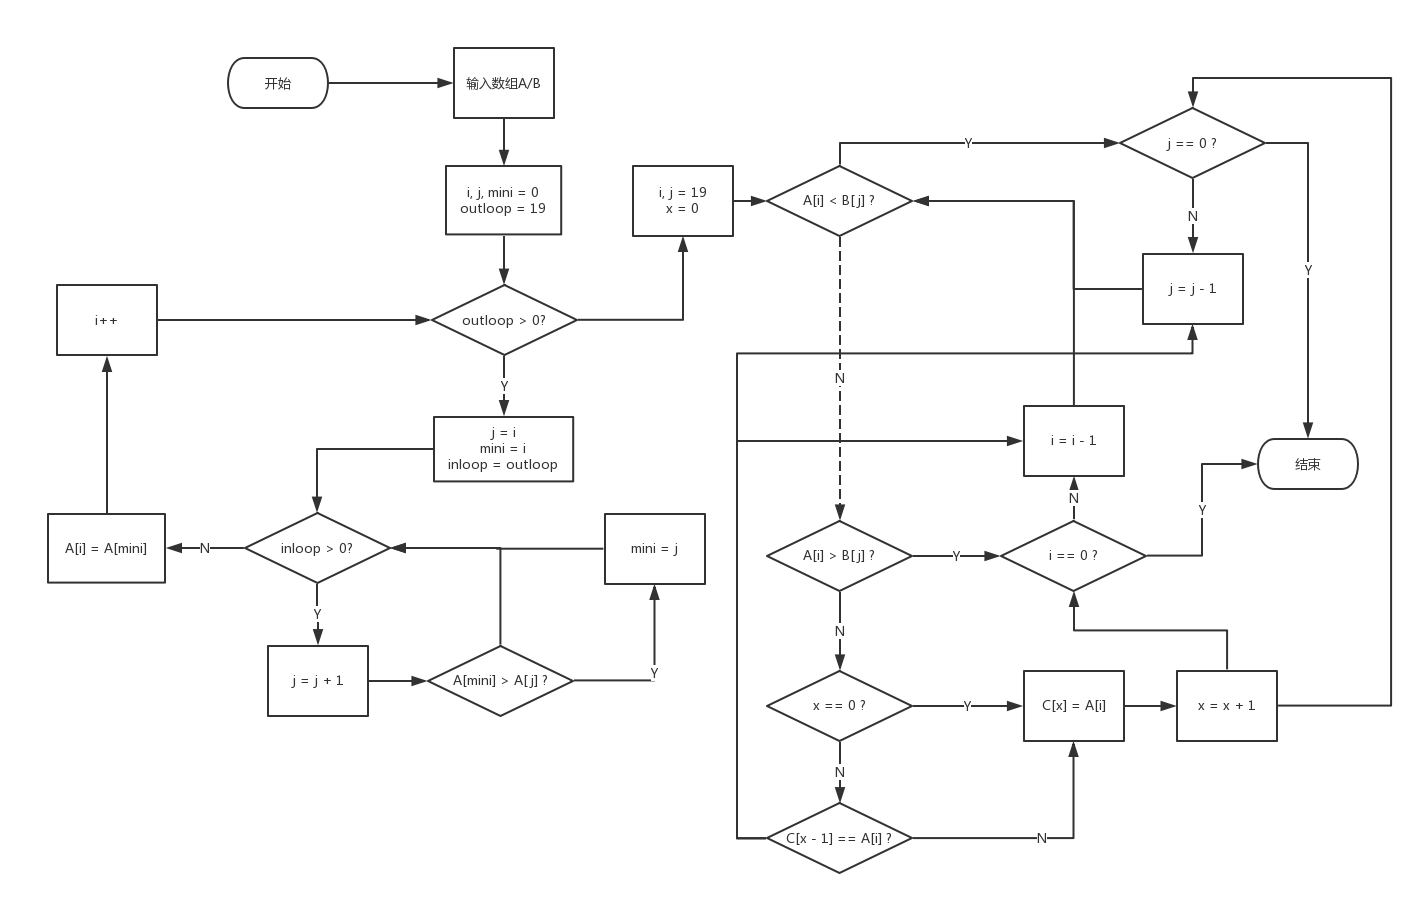 开始
输入数组A/B
i, j, mini = 0
outloop = 19
i++
outloop > 0?
Y
j = i
mini = i
inloop = outloop
A[i] = A[mini]
N
inloop > 0?
mini = j
Y
j = j + 1
A[mini] > A[j] ?
Y
i, j = 19
x = 0
A[i] < B[j] ?
Y
j == 0 ?
N
Y
j = j - 1
N
i = i - 1
结束
N
Y
A[i] > B[j] ?
Y
i == 0 ?
N
x == 0 ?
Y
C[x] = A[i]
x = x + 1
N
C[x - 1] == A[i] ?
N